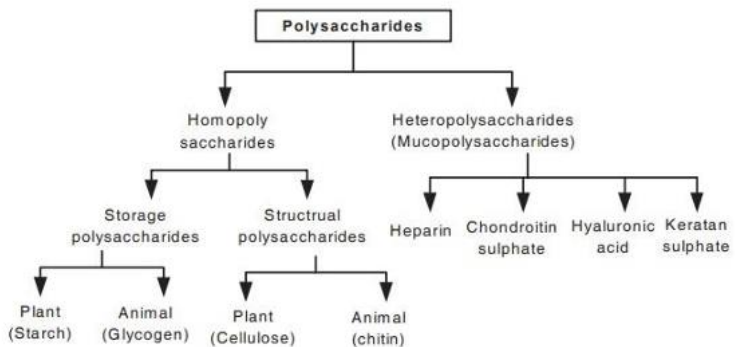 Polysaccharides
Homopoly
saccharides
Heteropolysaccharides
(Mucopolysaccharides)
Storage
polysaccharides
Structrual
polysaccharides
Heparin
Chondroitin
sulphate
Hyaluronic
acid
Keratan
sulphate
Plant
(Starch)
Animal
(Glycogen)
Plant
(Cellulose)
Animal
(chitin)